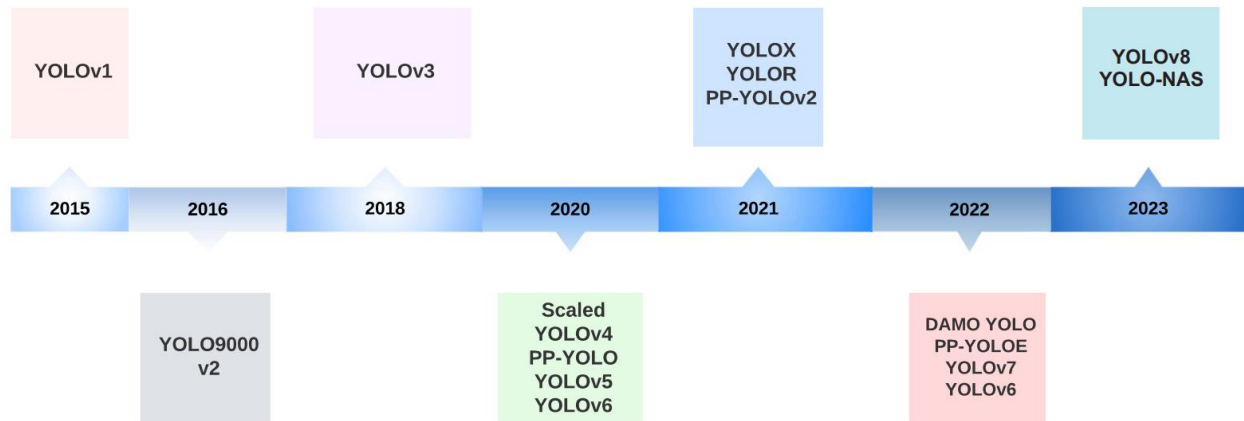 YOLOv1
YOLOv3
YOLOX
YOLOR
PP-YOLOv2
YOLOv8
YOLO-NAS
2015
2016
2018
2020
2021
2022
2023
YOLO9000
v2
Scaled
YOLOv4
PP-YOLO
YOLOv5
YOLOv6
DAMO YOLO
PP-YOLOE
YOLOv7
YOLOv6